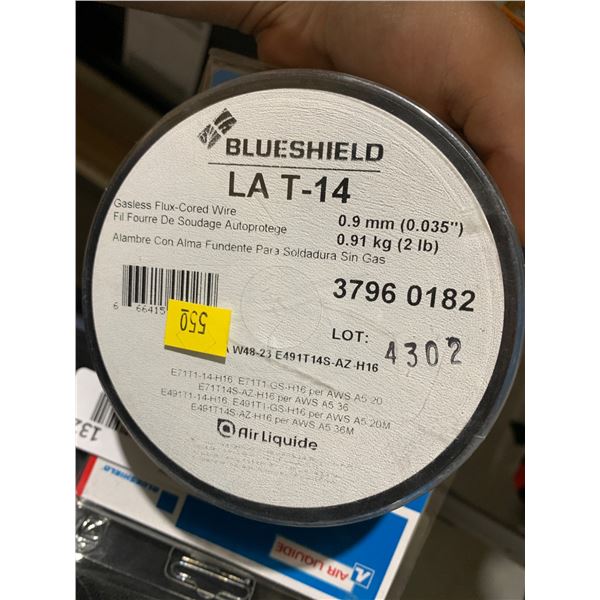 BLUESHIELD
LA T-14
Gasless Flux-Cored Wire
Fil Fourre De Soudage Autoprotege
0.9 mm (0.035")
0.91 kg (2 lb)
Alambre Con Alma Fundente Para Soldadura Sin Gas
3796 0182
6 66415
550
LOT: 4302
W48-23 E491T14S-AZ-H16
E71T1-14-H16, E71T1-GS-H16 per AWS A5.20
E71T14S-AZ-H16 per AWS A5.36
E491T1-14-H16, E491T1-GS-H16 per AWS A5.20M
E491T14S-AZ-H16 per AWS A5.36M
Air Liquide
132
BLUESHIELD
AIR LIQUIDE